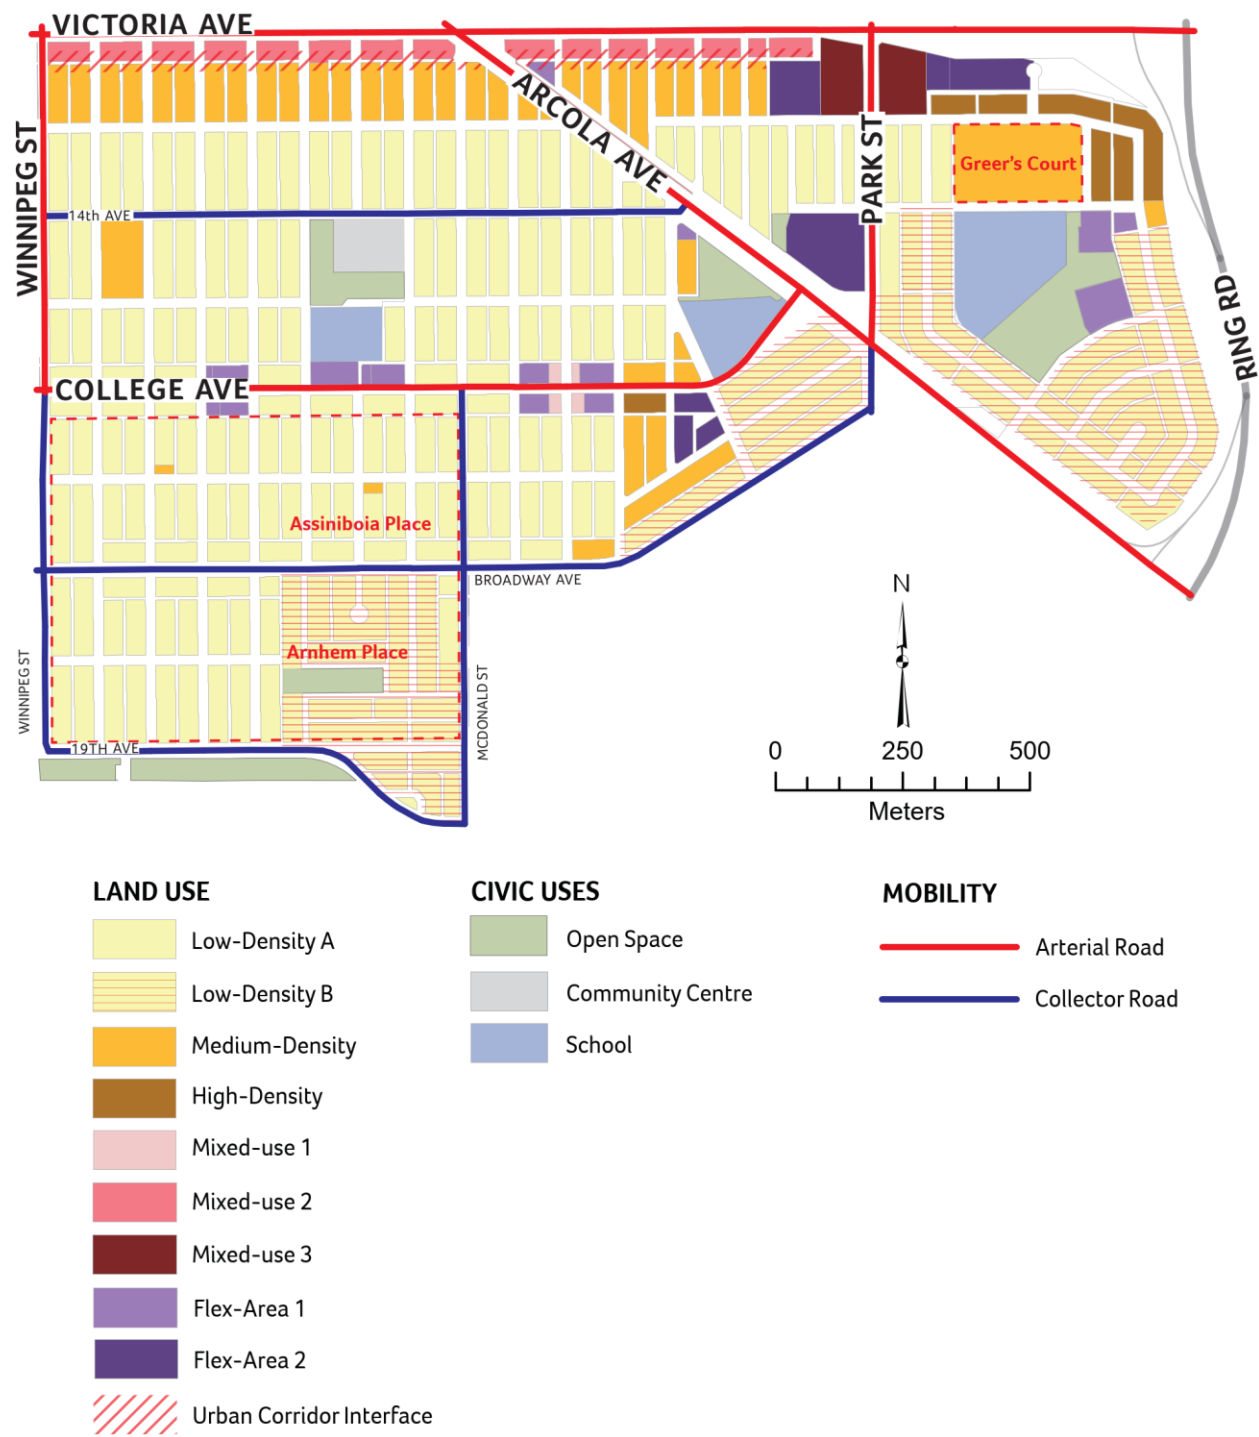 VICTORIA AVE
ARCOLA AVE
WINNIPEG ST
PARK ST
Greer's Court
14th AVE
RING RD
COLLEGE AVE
Assiniboia Place
BROADWAY AVE
N
Arnhem Place
WINNIPEG ST
MCDONALD ST
19TH AVE
0 250 500
Meters
LAND USE
Low-Density A
Low-Density B
Medium-Density
High-Density
Mixed-use 1
Mixed-use 2
Mixed-use 3
Flex-Area 1
Flex-Area 2
Urban Corridor Interface
CIVIC USES
Open Space
Community Centre
School
MOBILITY
Arterial Road
Collector Road